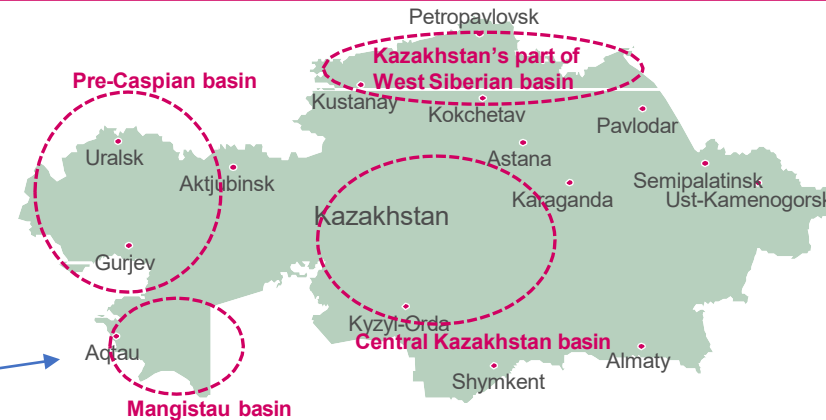 Petropavlovsk
Kazakhstan’s part of
West Siberian basin
Pre-Caspian basin
Kustanay
Kokchetav
Pavlodar
Uralsk
Astana
Aktjubinsk
Karaganda
Semipalatinsk
Ust-Kamenogorsk
Kazakhstan
Gurjev
Kyzyl-Orda
Central Kazakhstan basin
Aqtau
Almaty
Shymkent
Mangistau basin